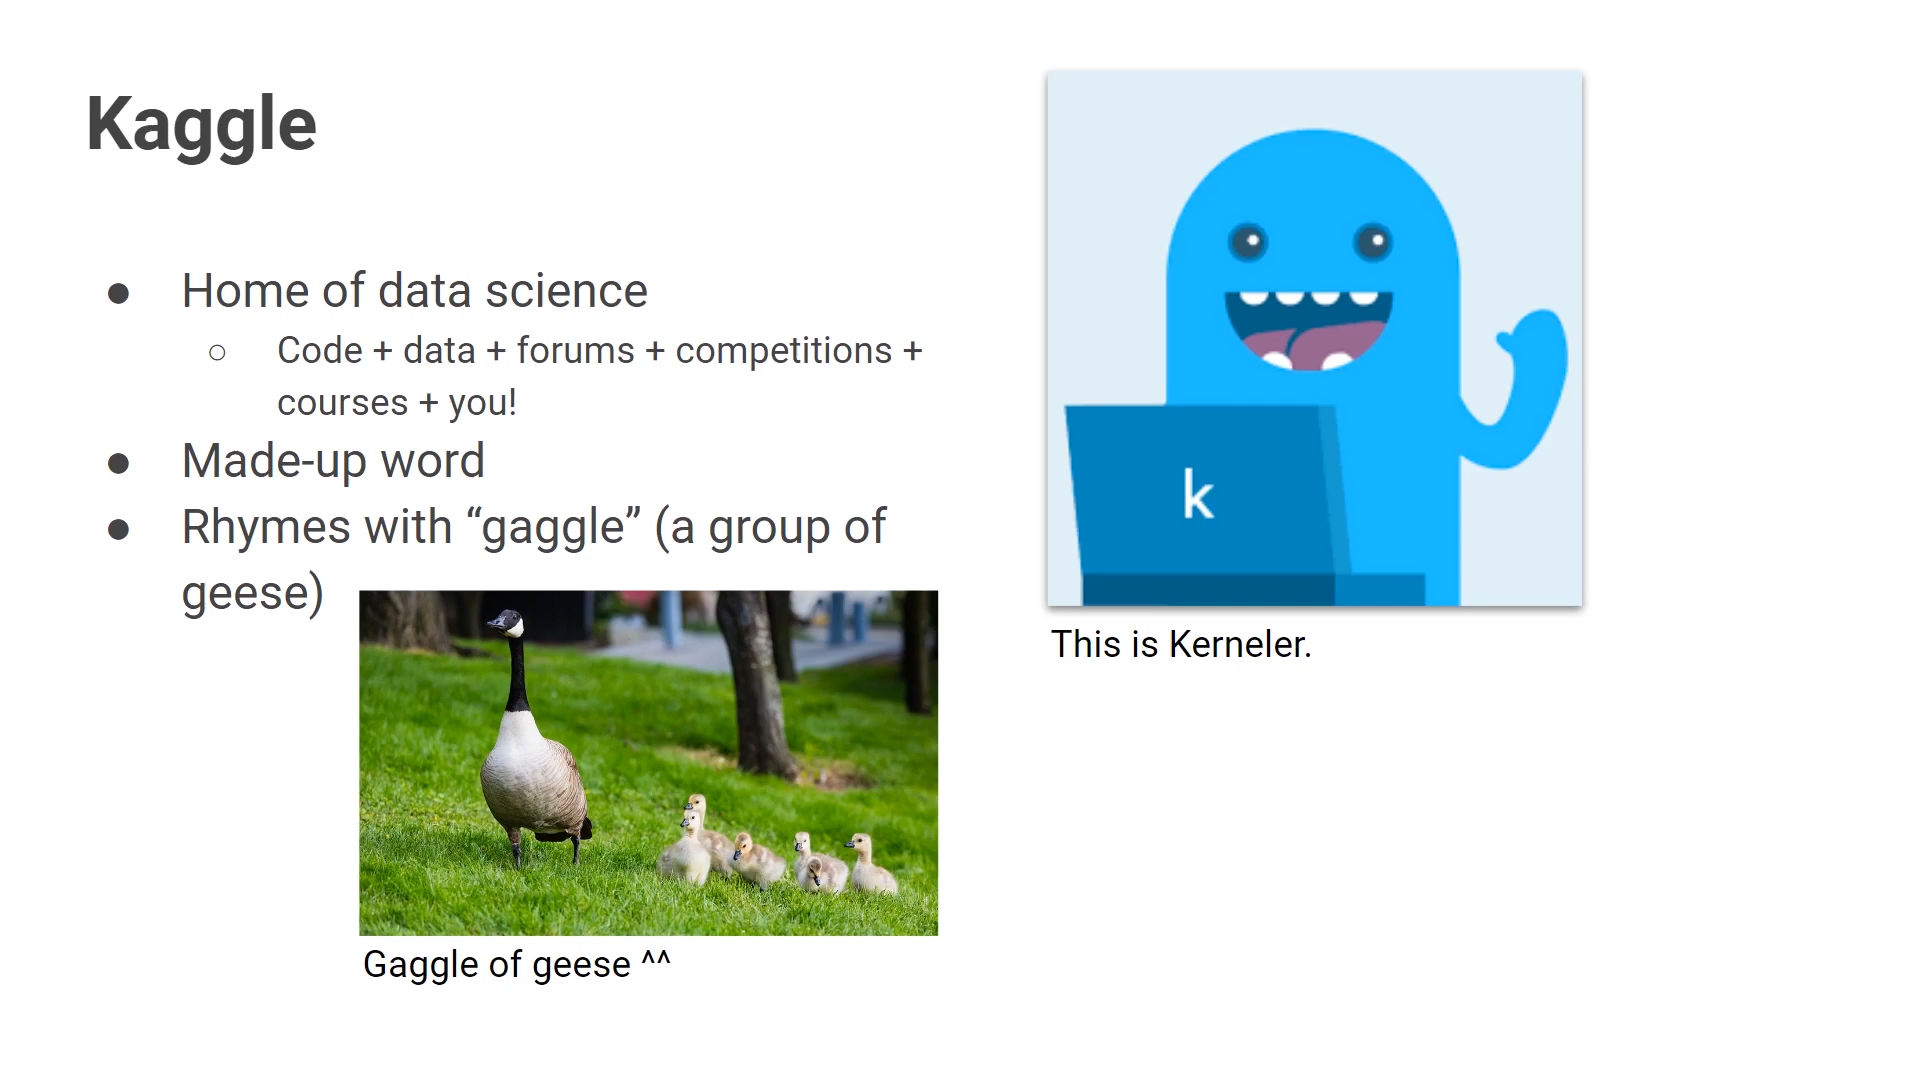 Kaggle
● Home of data science
○ Code + data + forums + competitions +
courses + you!
● Made-up word
● Rhymes with “gaggle” (a group of
geese)
Gaggle of geese ^^
k
This is Kerneler.